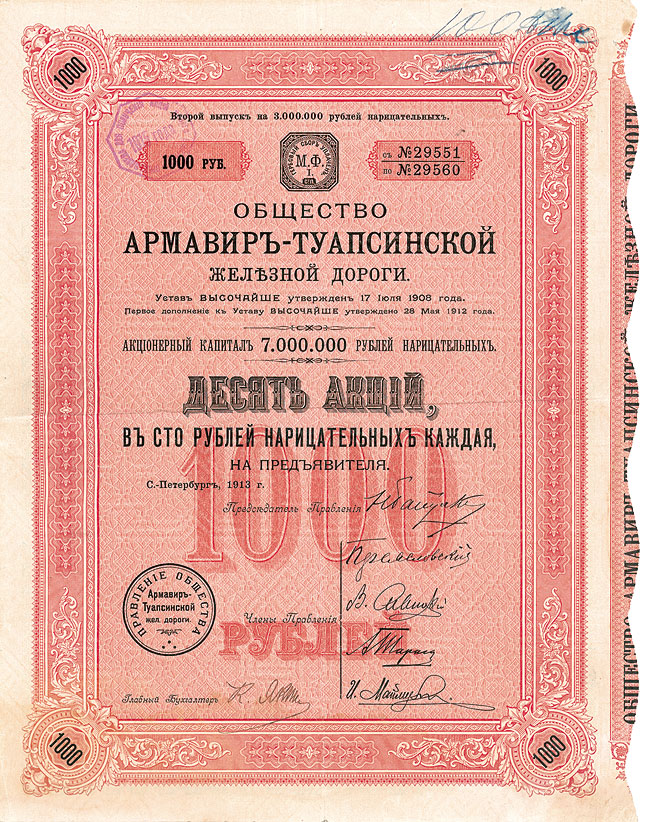 1000
1000
Второй выпускъ на 3.000.000 рублей нарицательныхъ.
1000 РУБ.
М.Ф.
I.
съ №29551
по №29560
ОБЩЕСТВО
АРМАВИРЪ-ТУАПСИНСКОЙ
ЖЕЛѢЗНОЙ ДОРОГИ.
Уставъ ВЫСОЧАЙШЕ утвержденъ 17 Іюля 1908 года.
Первое дополненіе къ Уставу ВЫСОЧАЙШЕ утверждено 28 Мая 1912 года.
АКЦІОНЕРНЫЙ КАПИТАЛЪ 7.000.000 РУБЛЕЙ НАРИЦАТЕЛЬНЫХЪ.
ДЕСЯТЬ АКЦІЙ,
ВЪ СТО РУБЛЕЙ НАРИЦАТЕЛЬНЫХЪ КАЖДАЯ,
НА ПРЕДЪЯВИТЕЛЯ.
1000
РУБЛЕЙ
С.-Петербургъ, 1913 г.
Предсѣдатель Правленія
Члены Правленія
ПРАВЛЕНІЕ ОБЩЕСТВА
Армавиръ-
Туапсинской
жел. дороги.
Главный Бухгалтеръ
1000
1000
ОБЩЕСТВО АРМАВИРЪ-ТУАПСИНСКОЙ ЖЕЛѢЗНОЙ ДОРОГИ